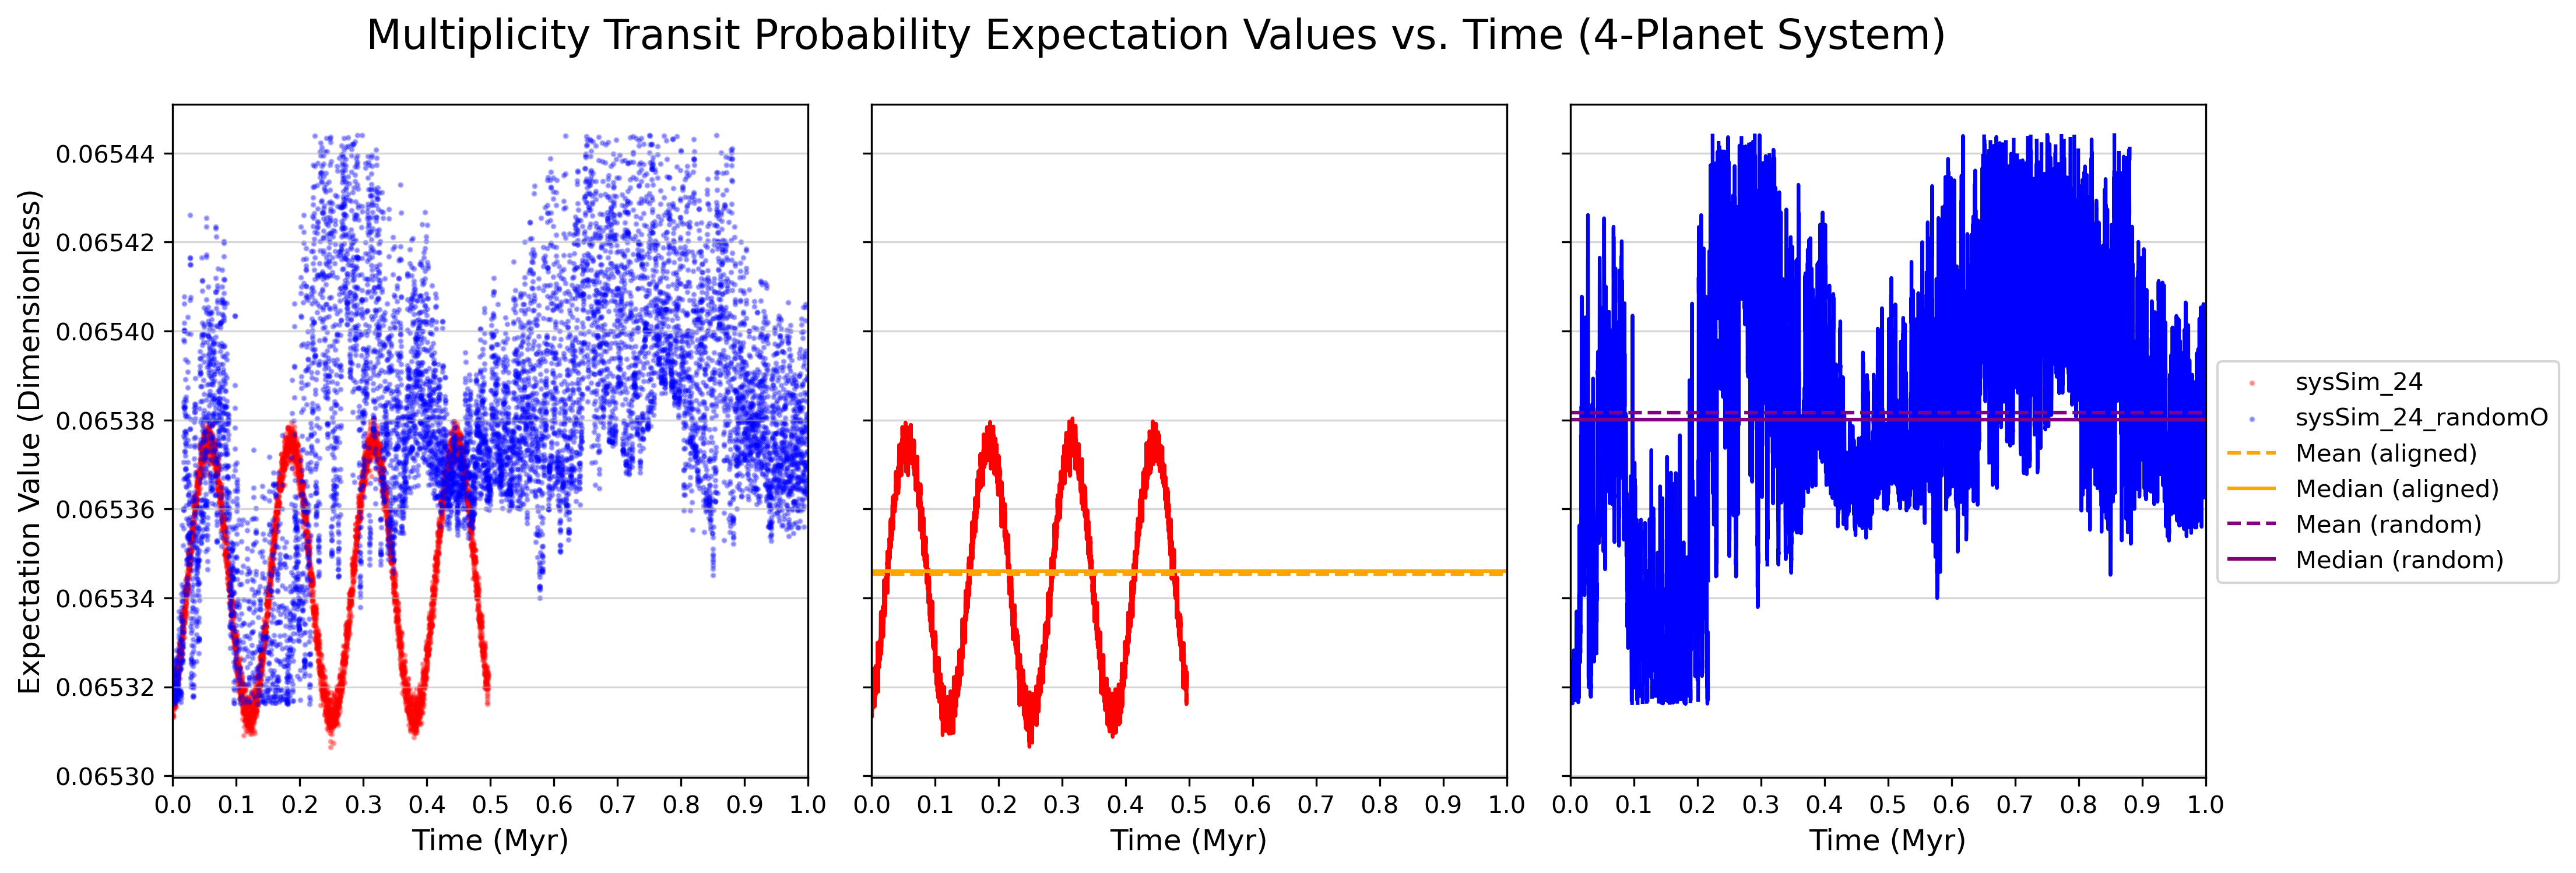 Multiplicity Transit Probability Expectation Values vs. Time (4-Planet System)
Expectation Value (Dimensionless)
0.06544
0.06542
0.06540
0.06538
0.06536
0.06534
0.06532
0.06530
0.0 0.1 0.2 0.3 0.4 0.5 0.6 0.7 0.8 0.9 1.0
Time (Myr)
0.0 0.1 0.2 0.3 0.4 0.5 0.6 0.7 0.8 0.9 1.0
Time (Myr)
0.0 0.1 0.2 0.3 0.4 0.5 0.6 0.7 0.8 0.9 1.0
Time (Myr)
sysSim_24
sysSim_24_randomO
Mean (aligned)
Median (aligned)
Mean (random)
Median (random)